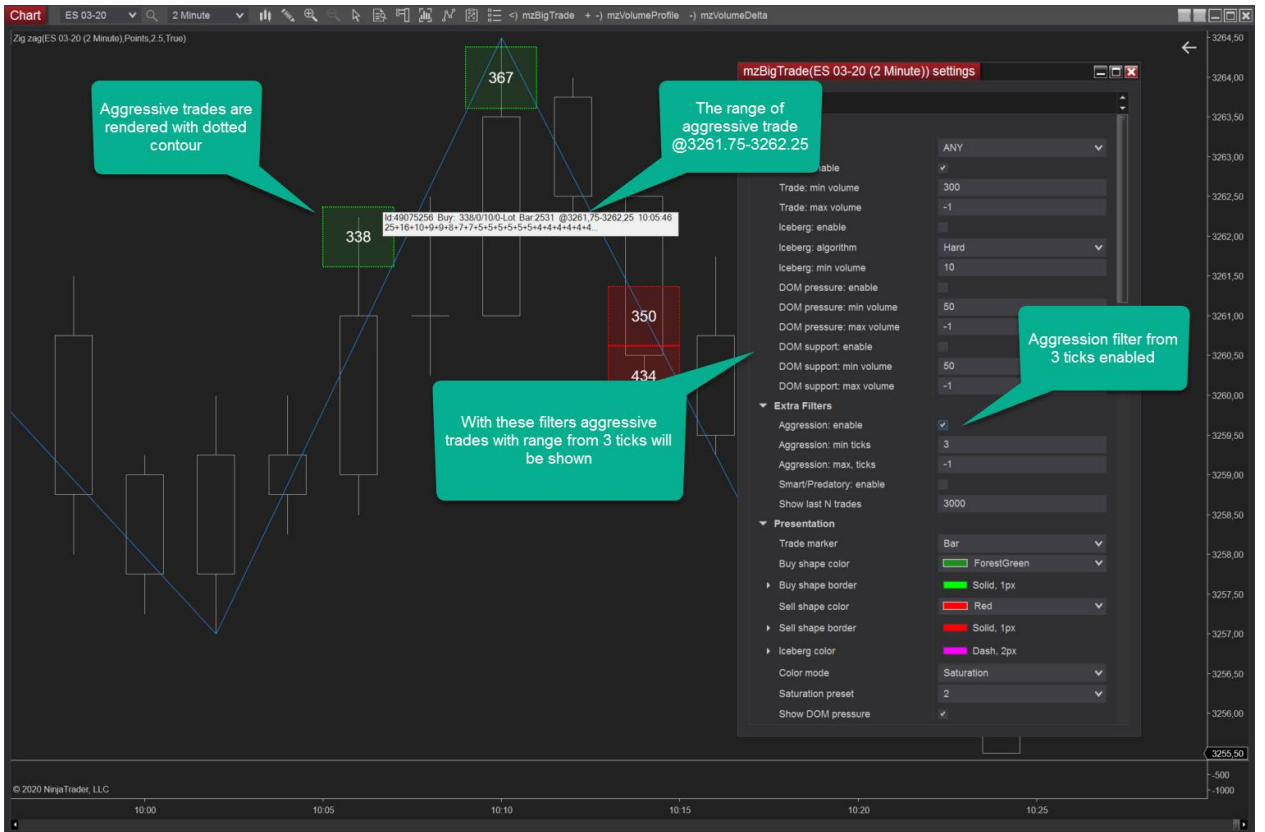 Chart ES 03-20 2 Minute <) mzBigTrade + -) mzVolumeProfile -) mzVolumeDelta
Zig zag(ES 03-20 (2 Minute),Points,2.5,True)
Aggressive trades are
rendered with dotted
contour
367
338
350
434
The range of
aggressive trade
@3261.75-3262.25
Id:49075256 Buy: 338/0/10/0-Lot Bar:2531 @3261,75-3262,25 10:05:46
25+16+10+9+9+8+7+7+5+5+5+5+5+5+4+4+4+4+4+4...
With these filters aggressive
trades with range from 3 ticks will
be shown
Aggression filter from
3 ticks enabled
mzBigTrade(ES 03-20 (2 Minute)) settings
ANY
Trade: min volume 300
Trade: max volume -1
Iceberg: enable
Iceberg: algorithm Hard
Iceberg: min volume 10
DOM pressure: enable
DOM pressure: min volume 50
DOM pressure: max volume -1
DOM support: enable
DOM support: min volume 50
DOM support: max volume -1
Extra Filters
Aggression: enable
Aggression: min ticks 3
Aggression: max, ticks -1
Smart/Predatory: enable
Show last N trades 3000
Presentation
Trade marker Bar
Buy shape color ForestGreen
Buy shape border Solid, 1px
Sell shape color Red
Sell shape border Solid, 1px
Iceberg color Dash, 2px
Color mode Saturation
Saturation preset 2
Show DOM pressure
3264,50
3264,00
3263,50
3263,00
3262,50
3262,00
3261,50
3261,00
3260,50
3260,00
3259,50
3259,00
3258,50
3258,00
3257,50
3257,00
3256,50
3256,00
3255,50
-500
-1000
© 2020 NinjaTrader, LLC
10:00 10:05 10:10 10:15 10:20 10:25